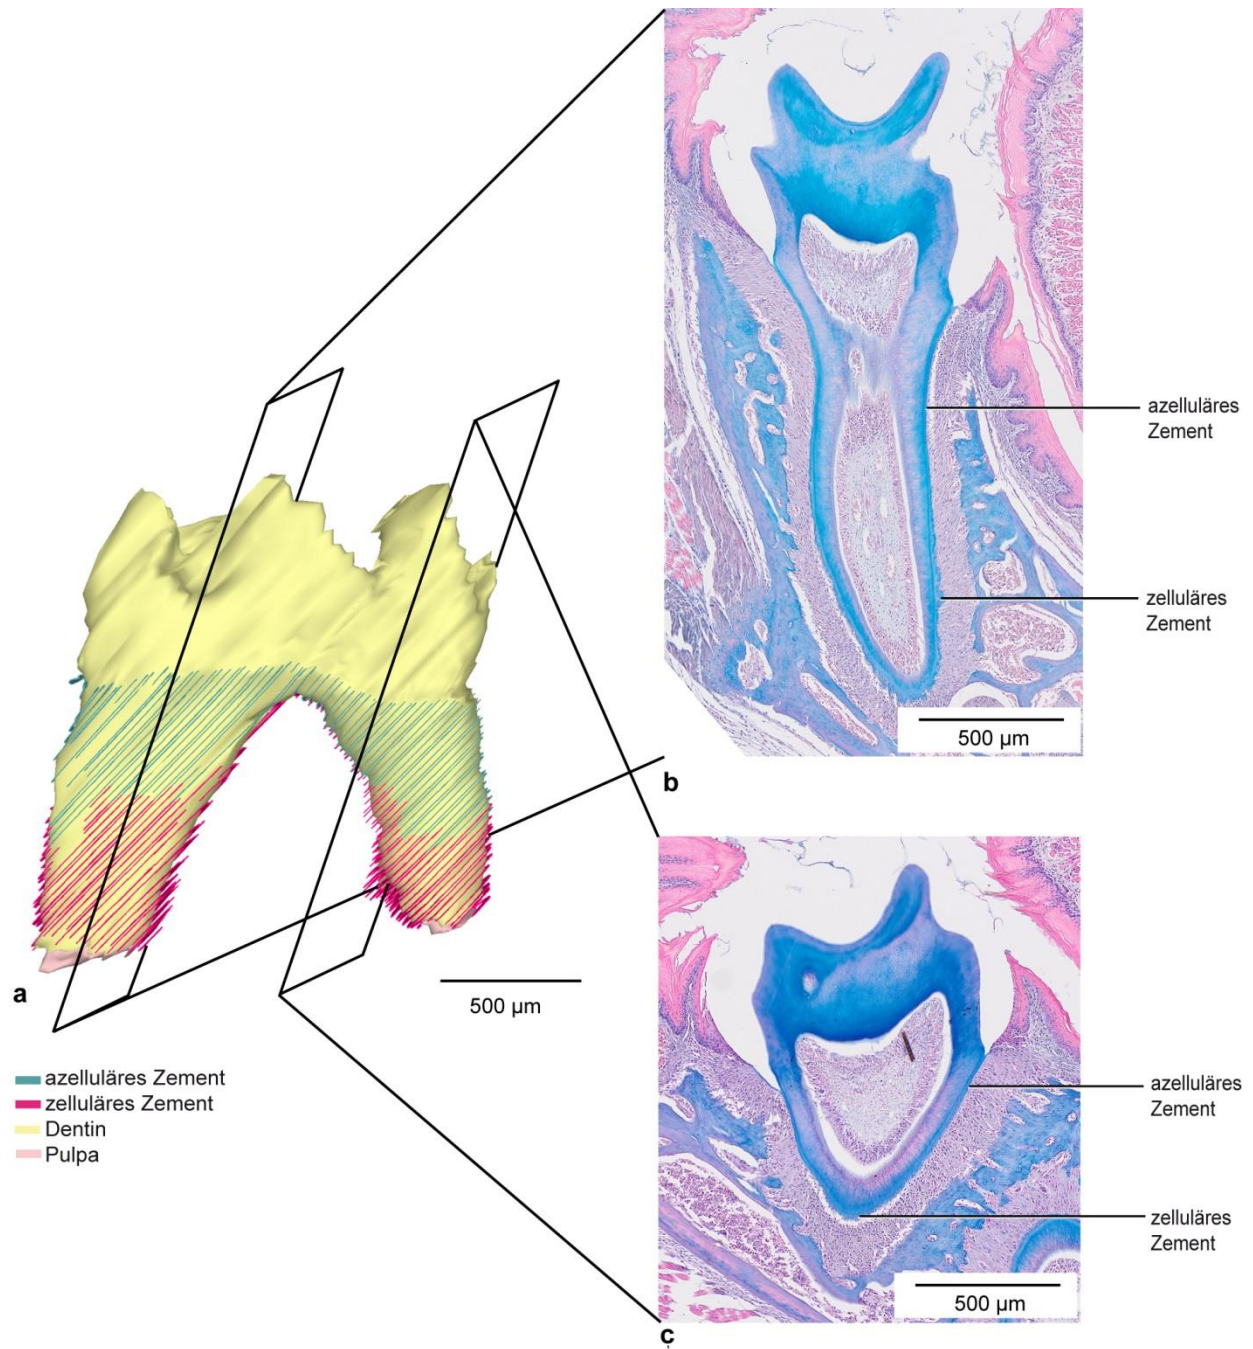 azelluläres
Zement
zelluläres
Zement
500 µm
b
a
500 µm
azelluläres Zement
zelluläres Zement
Dentin
Pulpa
azelluläres
Zement
zelluläres
Zement
500 µm
c